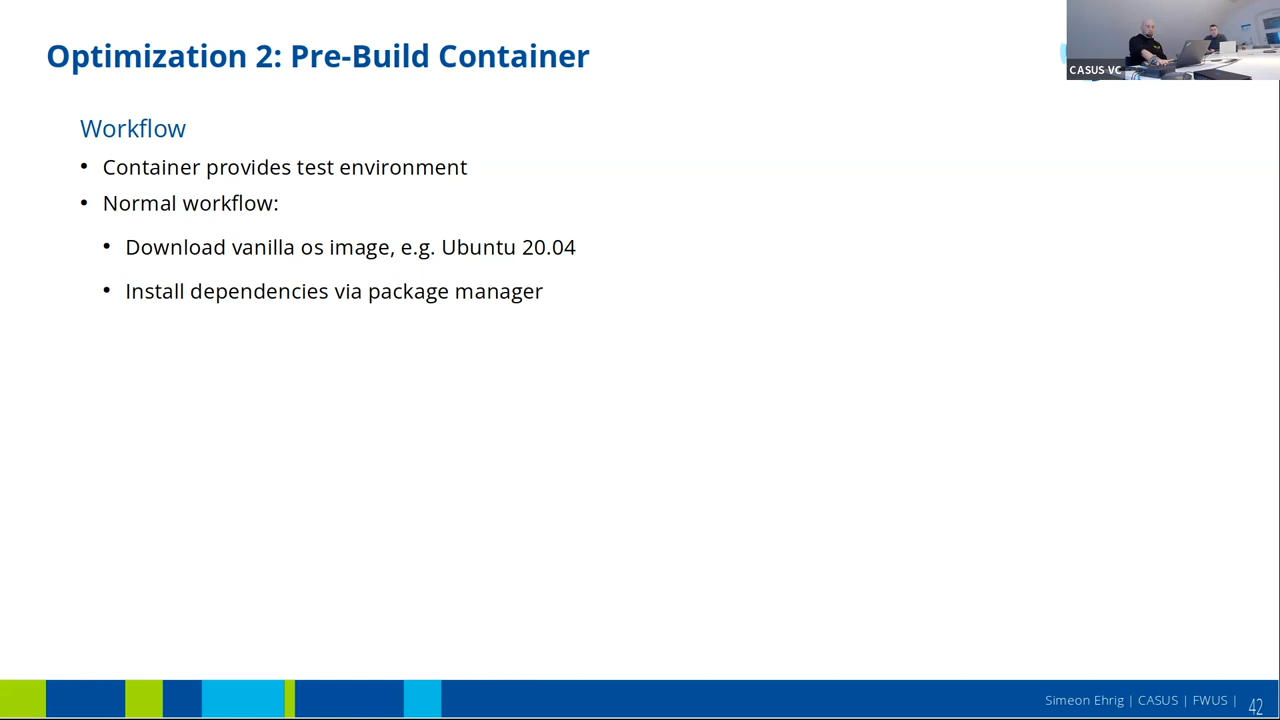 Optimization 2: Pre-Build Container
CASUS VC
Workflow
• Container provides test environment
• Normal workflow:
• Download vanilla os image, e.g. Ubuntu 20.04
• Install dependencies via package manager
Simeon Ehrig | CASUS | FWUS | 42